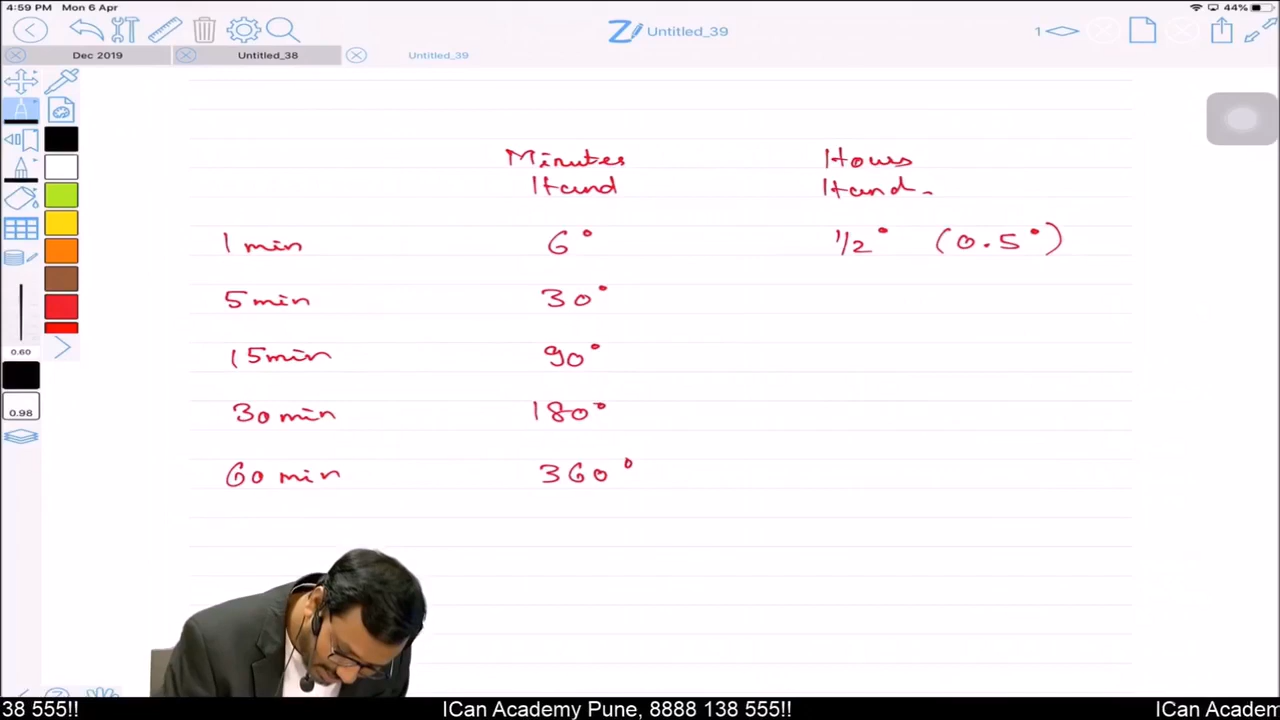 4:59 PM Mon 6 Apr
44%
Untitled_39
1
Dec 2019
Untitled_38
Untitled_39
Minutes Hours
Hand Hand
1 min 6° 1/2° (0.5°)
5 min 30°
15 min 90°
30 min 180°
60 min 360°
0.60
0.98
38 555!! ICan Academy Pune, 8888 138 555!! ICan Academ